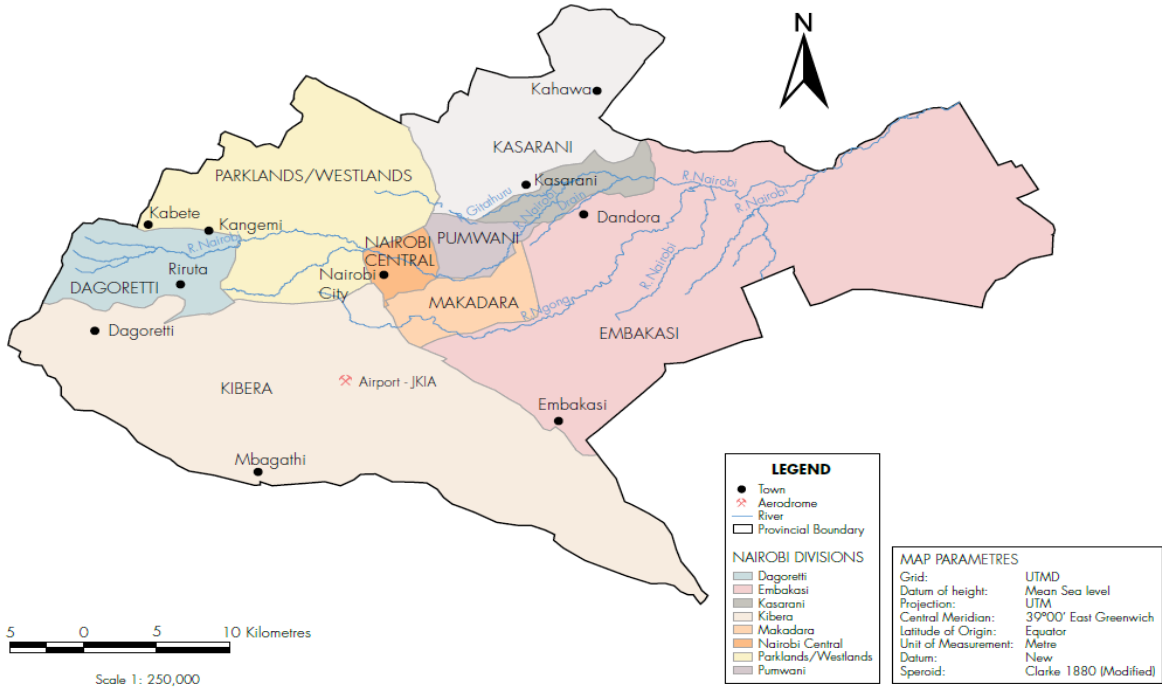 N
Kahawa
KASARANI
Kasarani
PARKLANDS/WESTLANDS
Gitathuru
R.Nairobi
R.Nairobi
Drain
R.Nairobi
Kabete
Kangemi
Dandora
PUMWANI
R.Nairobi
NAIROBI
CENTRAL
R.Nairobi
Riruta
Nairobi
City
DAGORETTI
MAKADARA
R.Ngong
Dagoretti
EMBAKASI
KIBERA
Airport - JKIA
Embakasi
Mbagathi
LEGEND
Town
Aerodrome
River
Provincial Boundary
NAIROBI DIVISIONS
Dagoretti
Embakasi
Kasarani
Kibera
Makadara
Nairobi Central
Parklands/Westlands
Pumwani
MAP PARAMETRES
Grid: UTMD
Datum of height: Mean Sea level
Projection: UTM
Central Meridian: 39°00' East Greenwich
Latitude of Origin: Equator
Unit of Measurement: Metre
Datum: New
Speroid: Clarke 1880 (Modified)
5 0 5 10 Kilometres
Scale 1: 250,000